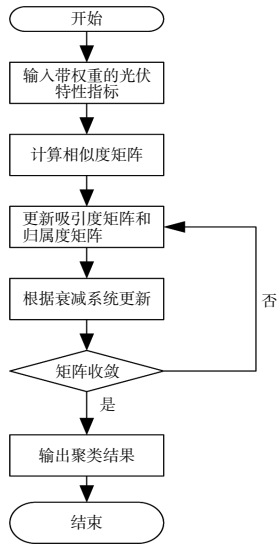 开始
输入带权重的光伏
特性指标
计算相似度矩阵
更新吸引度矩阵和
归属度矩阵
根据衰减系统更新
否
矩阵收敛
是
输出聚类结果
结束